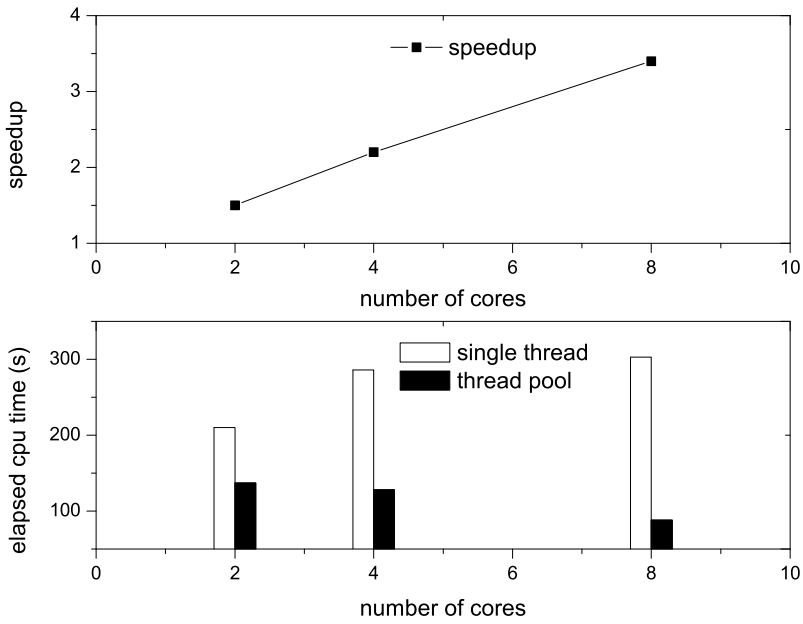 4
3
2
1
speedup
speedup
0 2 4 6 8 10
number of cores
300
200
100
elapsed cpu time (s)
single thread
thread pool
0 2 4 6 8 10
number of cores